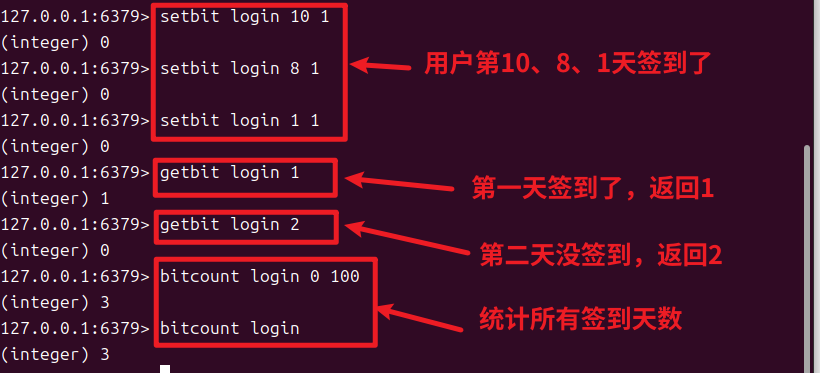 127.0.0.1:6379> setbit login 10 1
(integer) 0
127.0.0.1:6379> setbit login 8 1
(integer) 0
127.0.0.1:6379> setbit login 1 1
(integer) 0
用户第10、8、1天签到了
127.0.0.1:6379> getbit login 1
(integer) 1
第一天签到了，返回1
127.0.0.1:6379> getbit login 2
(integer) 0
第二天没签到，返回2
127.0.0.1:6379> bitcount login 0 100
(integer) 3
127.0.0.1:6379> bitcount login
(integer) 3
统计所有签到天数